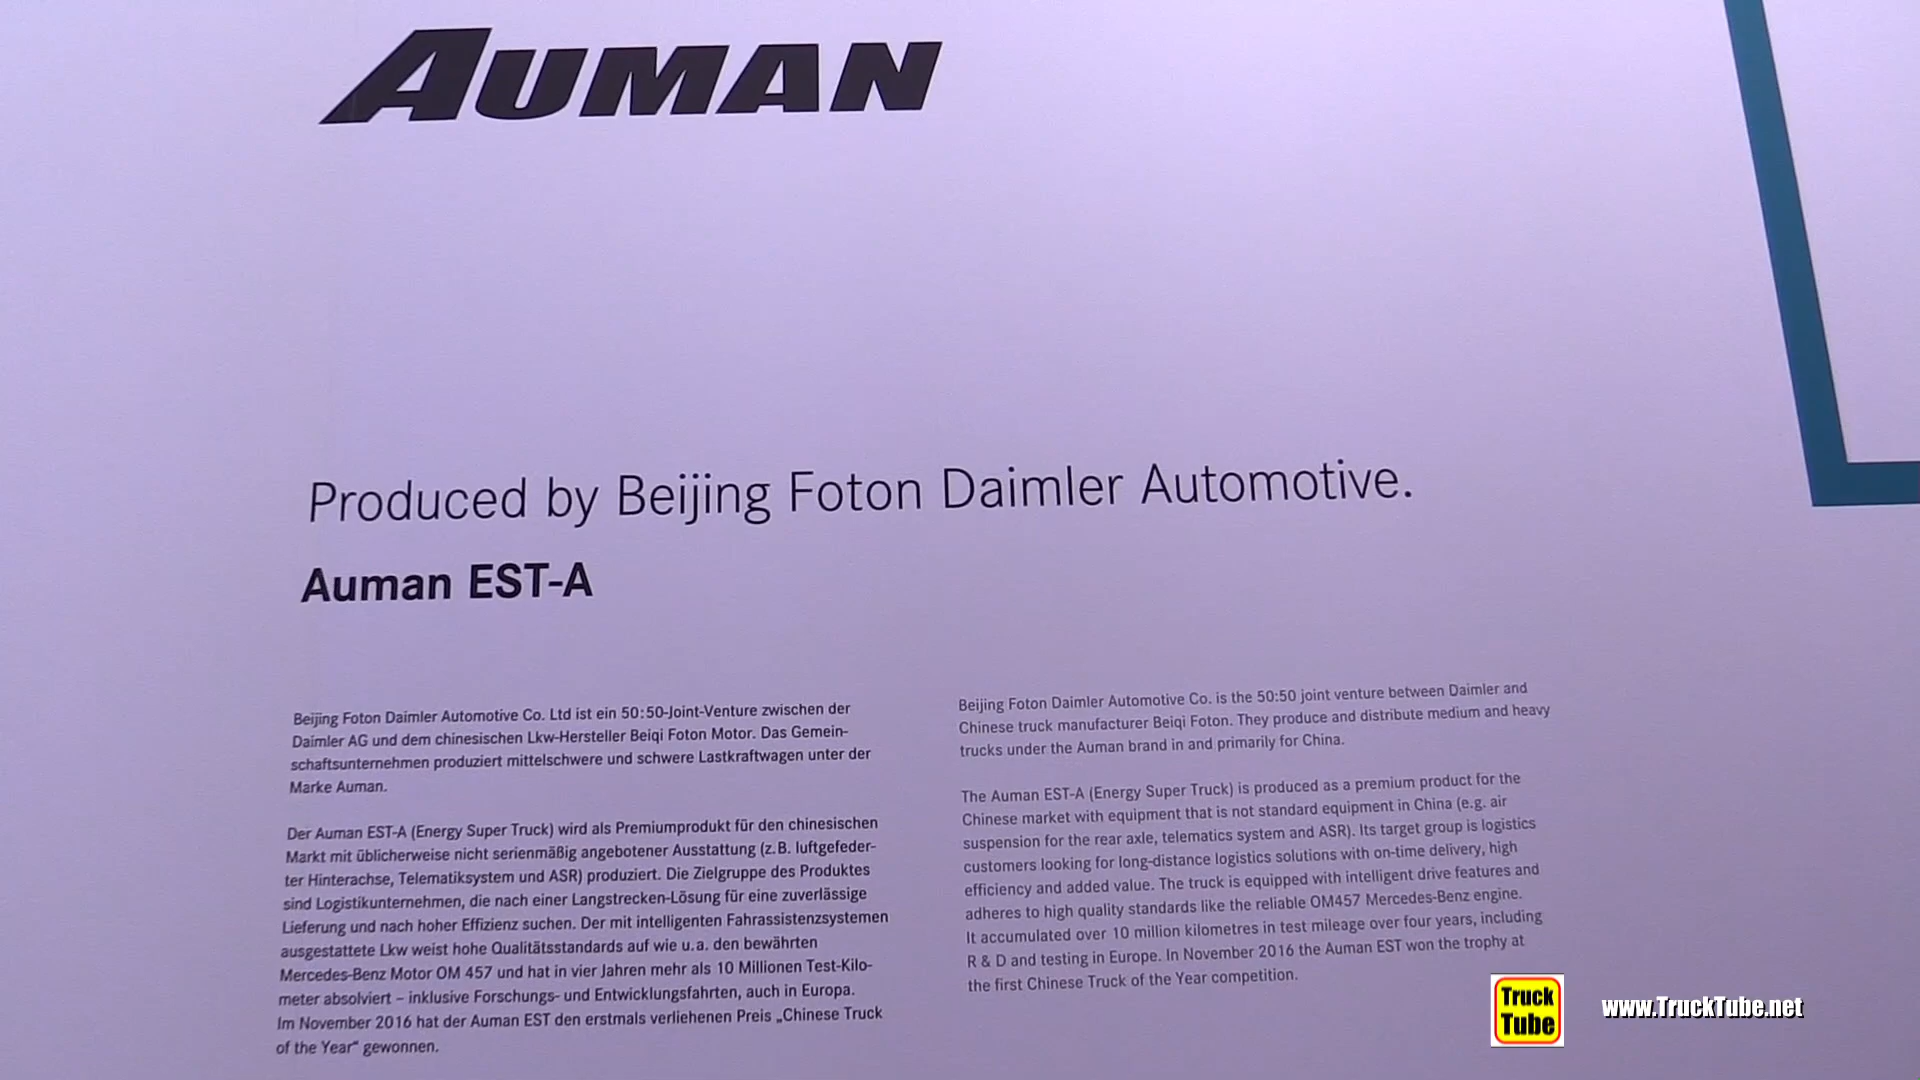 AUMAN
Produced by Beijing Foton Daimler Automotive.
Auman EST-A
Beijing Foton Daimler Automotive Co. Ltd ist ein 50:50-Joint-Venture zwischen der
Daimler AG und dem chinesischen Lkw-Hersteller Beiqi Foton Motor. Das Gemein-
schaftsunternehmen produziert mittelschwere und schwere Lastkraftwagen unter der
Marke Auman.
Der Auman EST-A (Energy Super Truck) wird als Premiumprodukt für den chinesischen
Markt mit üblicherweise nicht serienmäßig angebotener Ausstattung (z.B. luftgefeder-
ter Hinterachse, Telematiksystem und ASR) produziert. Die Zielgruppe des Produktes
sind Logistikunternehmen, die nach einer Langstrecken-Lösung für eine zuverlässige
Lieferung und nach hoher Effizienz suchen. Der mit intelligenten Fahrassistenzsystemen
ausgestattete Lkw weist hohe Qualitätsstandards auf wie u.a. den bewährten
Mercedes-Benz Motor OM 457 und hat in vier Jahren mehr als 10 Millionen Test-Kilo-
meter absolviert – inklusive Forschungs- und Entwicklungsfahrten, auch in Europa.
Im November 2016 hat der Auman EST den erstmals verliehenen Preis „Chinese Truck
of the Year“ gewonnen.
Beijing Foton Daimler Automotive Co. is the 50:50 joint venture between Daimler and
Chinese truck manufacturer Beiqi Foton. They produce and distribute medium and heavy
trucks under the Auman brand in and primarily for China.
The Auman EST-A (Energy Super Truck) is produced as a premium product for the
Chinese market with equipment that is not standard equipment in China (e.g. air
suspension for the rear axle, telematics system and ASR). Its target group is logistics
customers looking for long-distance logistics solutions with on-time delivery, high
efficiency and added value. The truck is equipped with intelligent drive features and
adheres to high quality standards like the reliable OM457 Mercedes-Benz engine.
It accumulated over 10 million kilometres in test mileage over four years, including
R & D and testing in Europe. In November 2016 the Auman EST won the trophy at
the first Chinese Truck of the Year competition.
Truck
Tube
www.TruckTube.net